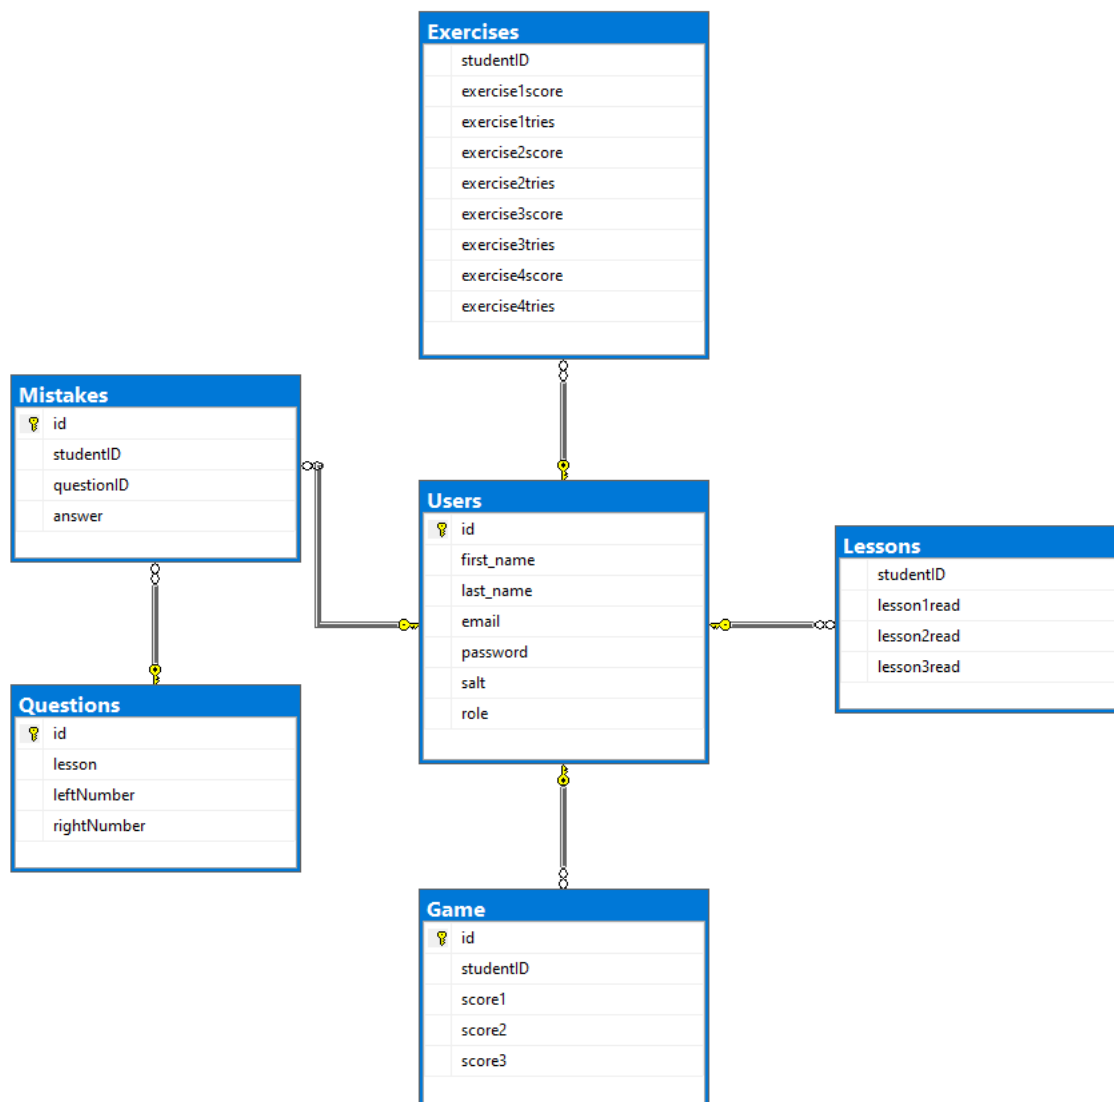 Exercises
studentID
exercise1score
exercise1tries
exercise2score
exercise2tries
exercise3score
exercise3tries
exercise4score
exercise4tries
Mistakes
id
studentID
questionID
answer
Users
id
first_name
last_name
email
password
salt
role
Lessons
studentID
lesson1read
lesson2read
lesson3read
Questions
id
lesson
leftNumber
rightNumber
Game
id
studentID
score1
score2
score3